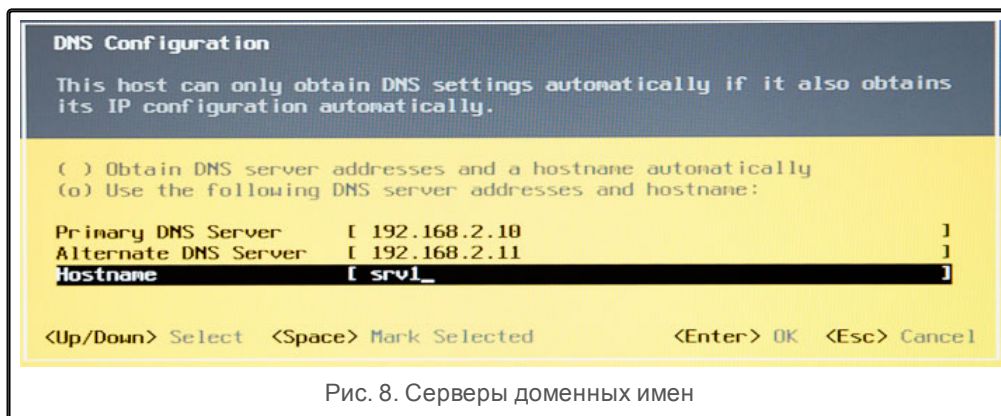 DNS Configuration
This host can only obtain DNS settings automatically if it also obtains
its IP configuration automatically.
( ) Obtain DNS server addresses and a hostname automatically
(o) Use the following DNS server addresses and hostname:
Primary DNS Server [ 192.168.2.10 ]
Alternate DNS Server [ 192.168.2.11 ]
Hostname [ srv1_ ]
<Up/Down> Select <Space> Mark Selected <Enter> OK <Esc> Cancel
Рис. 8. Серверы доменных имен